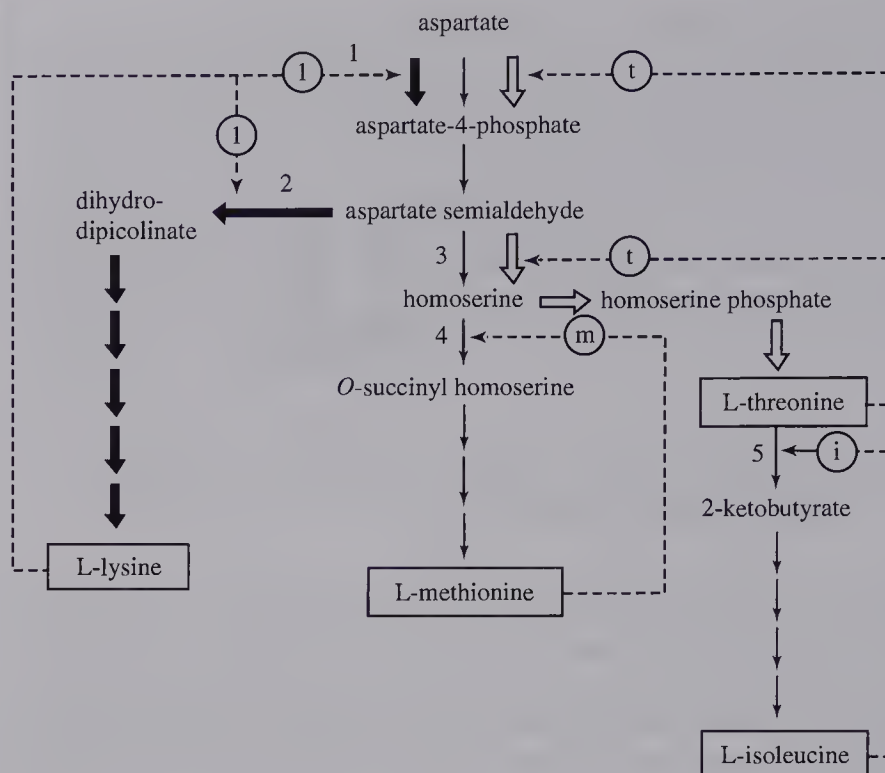 aspartate
1
1
t
aspartate-4-phosphate
1
2
dihydro-
dipicolinate
aspartate semialdehyde
3
t
homoserine
homoserine phosphate
4
m
O-succinyl homoserine
L-threonine
5
i
2-ketobutyrate
L-lysine
L-methionine
L-isoleucine